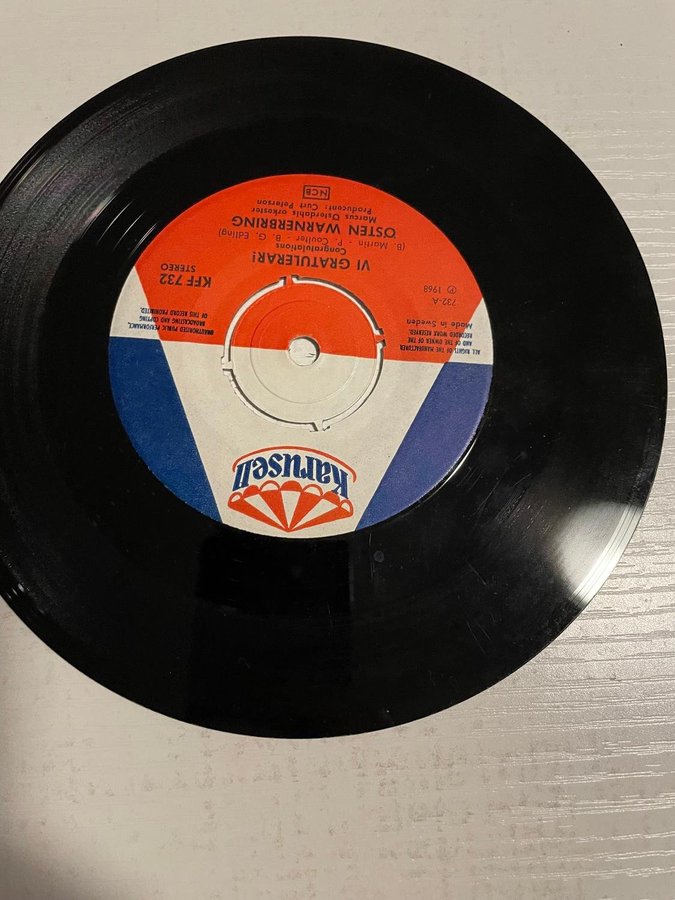 Karusell
ALL RIGHTS OF THE MANUFACTURER
AND OF THE OWNER OF THE
RECORDED WORK RESERVED.
Made in Sweden
UNAUTHORISED PUBLIC PERFORMANCE,
BROADCASTING AND COPYING
OF THIS RECORD PROHIBITED.
732-A
℗ 1968
KFF 732
STEREO
VI GRATULERAR!
Congratulations
(B. Martin - P. Coulter - B. G. Edling)
ÖSTEN WARNERBRING
Marcus Österdahls orkester
Producent: Curt Peterson
NCB